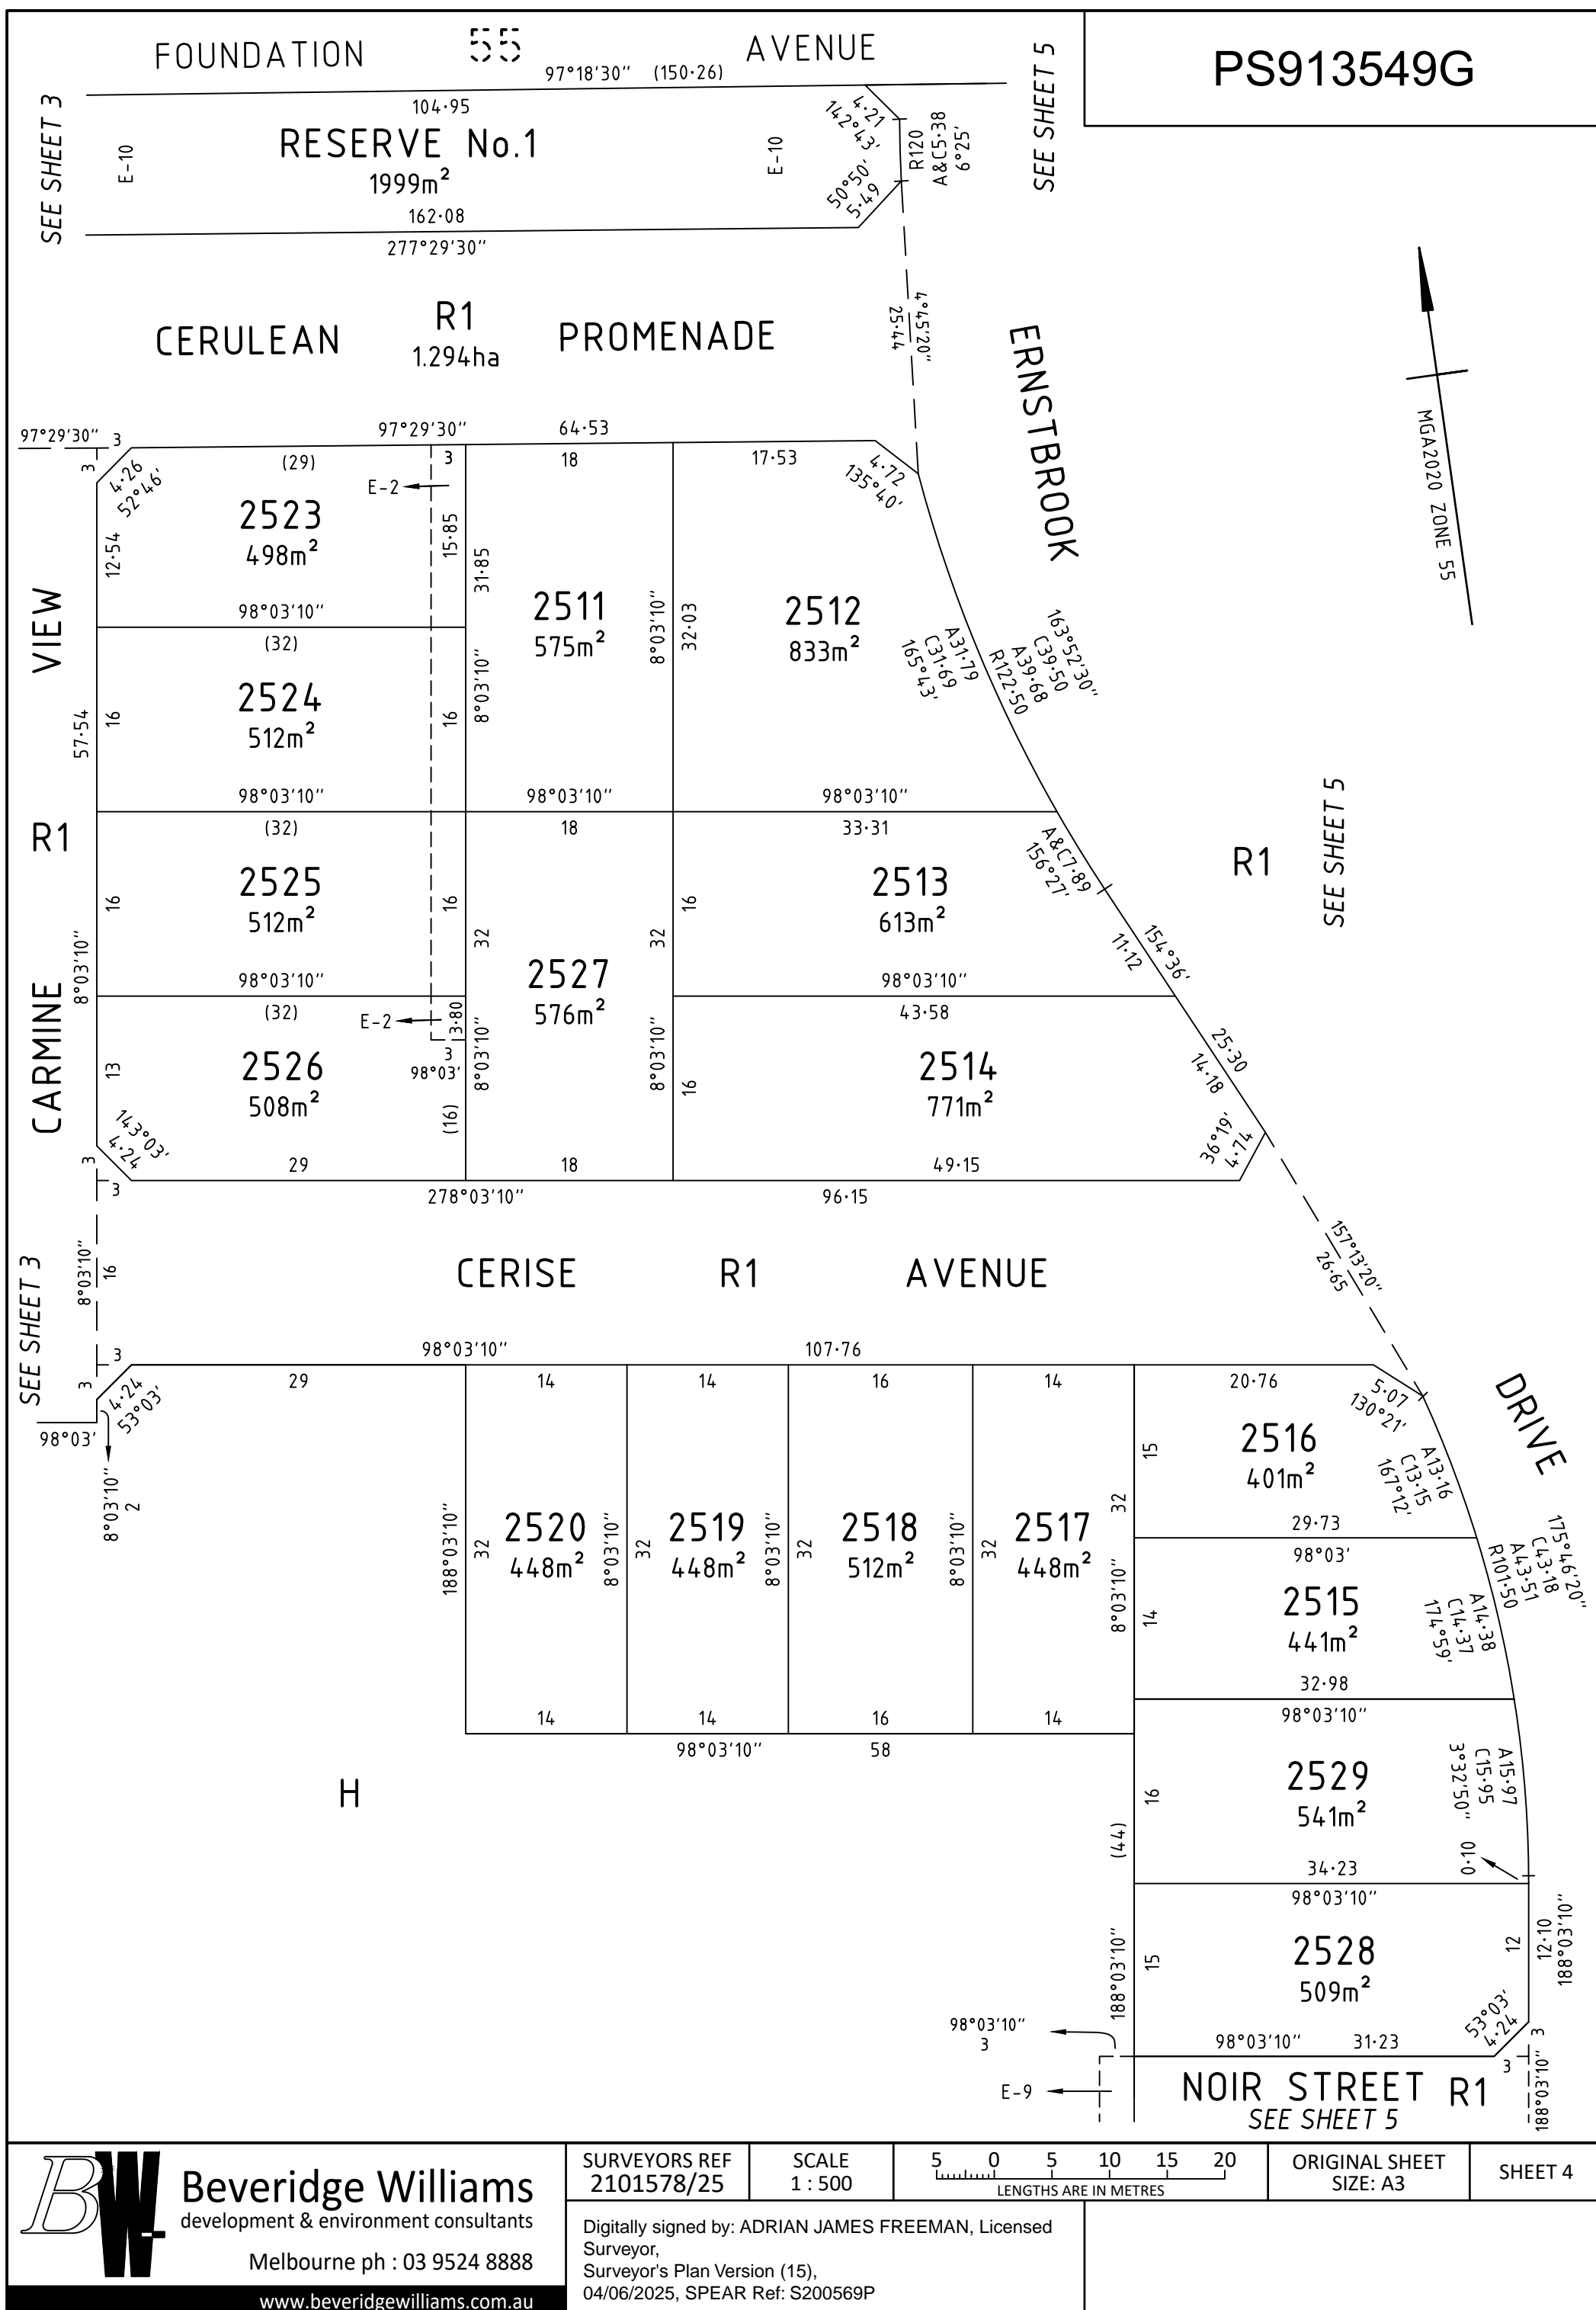 PS913549G
FOUNDATION 55 AVENUE
97°18'30" (150·26)
104·95
RESERVE No.1
1999m²
E-10
E-10
162·08
277°29'30"
4·21
142°43'
R120
A&C5·38
6°25'
50°50'
5·49
SEE SHEET 3
SEE SHEET 5
CERULEAN R1 PROMENADE
1.294ha
4°45'20"
25·44
ERNSTBROOK
MGA2020 ZONE 55
97°29'30" 3
3
4·26
52°46'
97°29'30" 64·53
(29) 3 18 17·53
4·72
135°40'
E-2
2523
498m²
12·54
15·85
31·85
98°03'10"
(32)
2524
512m²
16
16
8°03'10"
57·54
98°03'10"
2511
575m²
8°03'10"
32·03
98°03'10"
2512
833m²
A31·79
C31·69
165°43'
163°52'30"
C39·50
A39·68
R122·50
98°03'10"
VIEW
R1
CARMINE
8°03'10"
(32)
2525
512m²
16
16
98°03'10"
(32)
E-2
3·80
3
98°03'
2526
508m²
13
(16)
143°03'
4·24
3
3
29
18
32
2527
576m²
8°03'10"
32
8°03'10"
18
33·31
2513
613m²
16
A&C7·89
156°27'
11·12
154°36'
98°03'10"
43·58
2514
771m²
16
25·30
14·18
36°19'
4·74
49·15
278°03'10" 96·15
R1
SEE SHEET 5
157°13'20"
26·65
SEE SHEET 3
8°03'10"
16
CERISE R1 AVENUE
98°03'10" 107·76
3
3
4·24
53°03'
98°03'
8°03'10"
2
29 14 14 16 14 20·76
5·07
130°21'
DRIVE
188°03'10"
32
2520
448m²
8°03'10"
32
2519
448m²
8°03'10"
32
2518
512m²
8°03'10"
32
2517
448m²
32
8°03'10"
14 14 16 14
98°03'10" 58
15
2516
401m²
A13·16
C13·15
167°12'
29·73
98°03'
14
2515
441m²
A14·38
C14·37
174°59'
175°46'20"
C43·18
A43·51
R101·50
32·98
98°03'10"
H
16
(44)
2529
541m²
A15·97
C15·95
3°32'50"
0·10
34·23
98°03'10"
188°03'10"
15
2528
509m²
12
12·10
188°03'10"
53°03'
4·24
3
3
98°03'10" 31·23
98°03'10"
3
E-9
NOIR STREET R1
SEE SHEET 5
188°03'10"
BW
Beveridge Williams
development & environment consultants
Melbourne ph : 03 9524 8888
www.beveridgewilliams.com.au
SURVEYORS REF
2101578/25
SCALE
1 : 500
5 0 5 10 15 20
LENGTHS ARE IN METRES
ORIGINAL SHEET
SIZE: A3
SHEET 4
Digitally signed by: ADRIAN JAMES FREEMAN, Licensed
Surveyor,
Surveyor's Plan Version (15),
04/06/2025, SPEAR Ref: S200569P